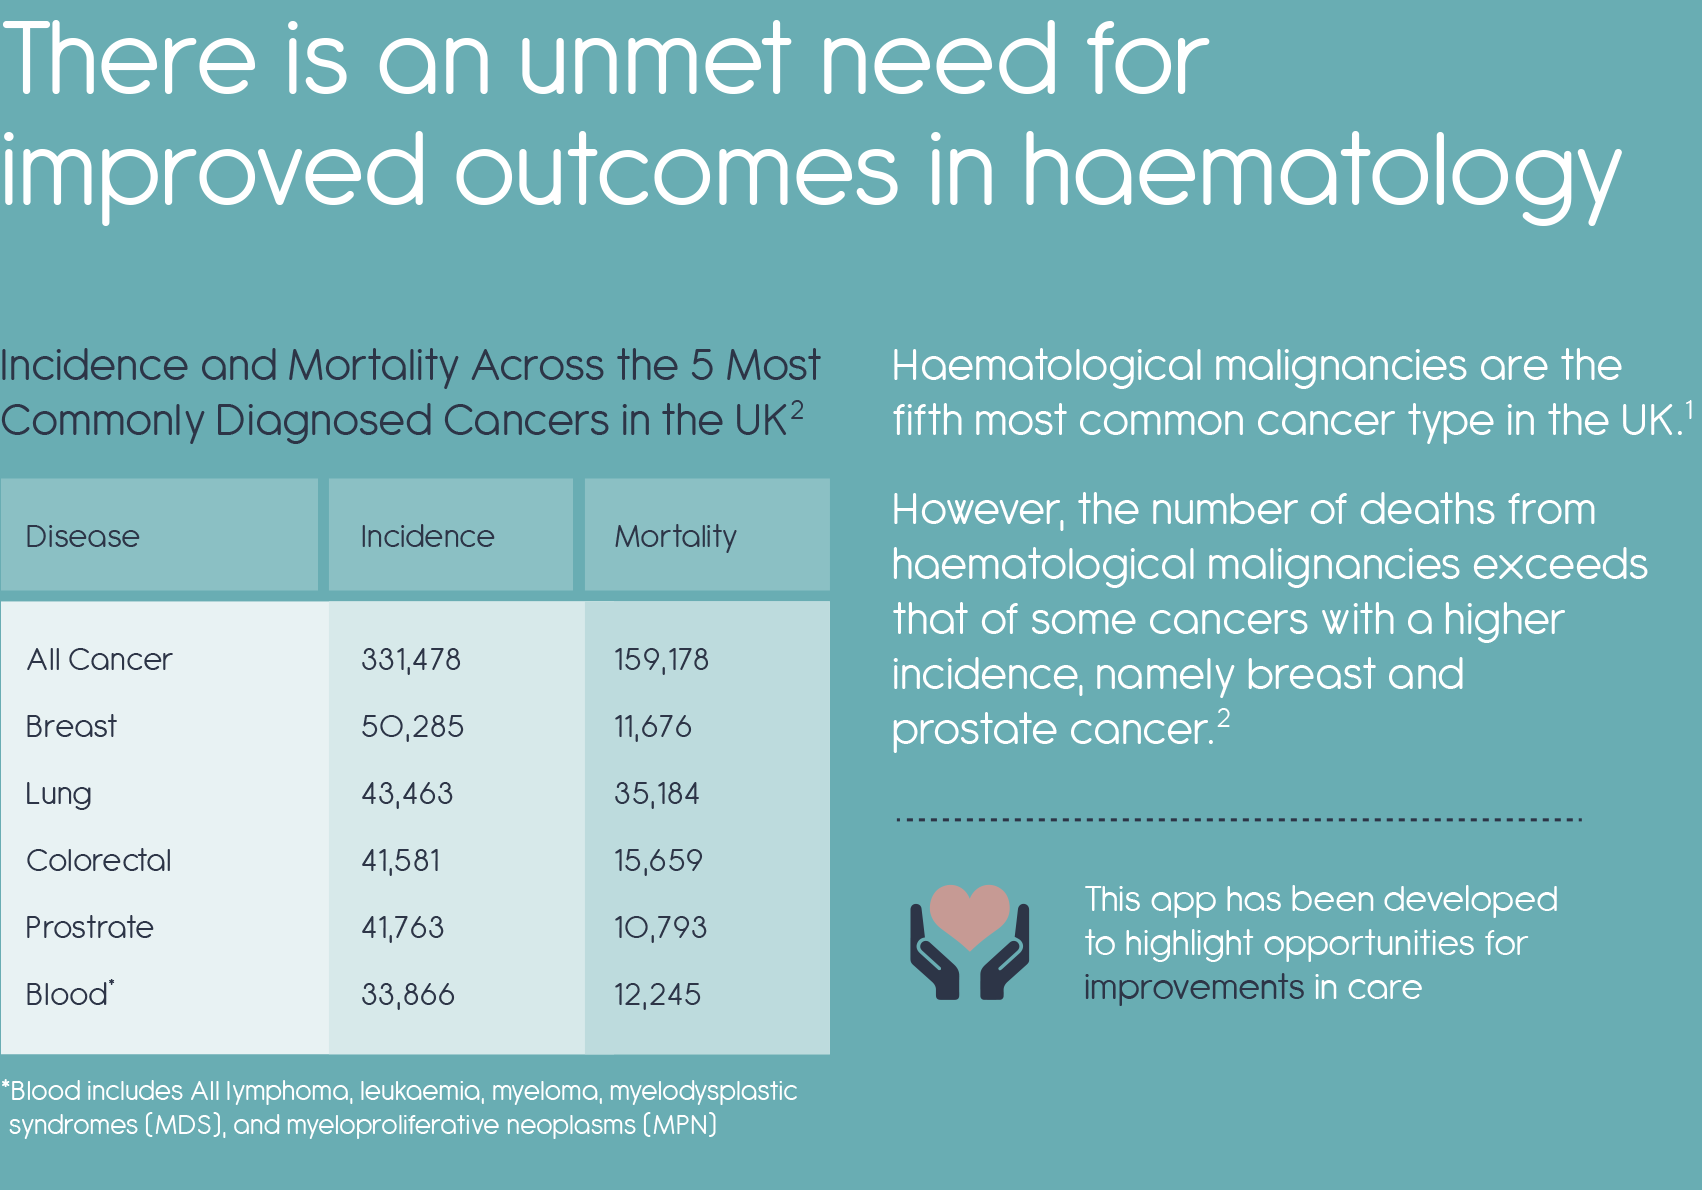 There is an unmet need for
improved outcomes in haematology
Incidence and Mortality Across the 5 Most
Commonly Diagnosed Cancers in the UK²
Disease Incidence Mortality
All Cancer 331,478 159,178
Breast 50,285 11,676
Lung 43,463 35,184
Colorectal 41,581 15,659
Prostrate 41,763 10,793
Blood* 33,866 12,245
*Blood includes All lymphoma, leukaemia, myeloma, myelodysplastic
syndromes (MDS), and myeloproliferative neoplasms (MPN)
Haematological malignancies are the
fifth most common cancer type in the UK.¹
However, the number of deaths from
haematological malignancies exceeds
that of some cancers with a higher
incidence, namely breast and
prostate cancer.²
This app has been developed
to highlight opportunities for
improvements in care